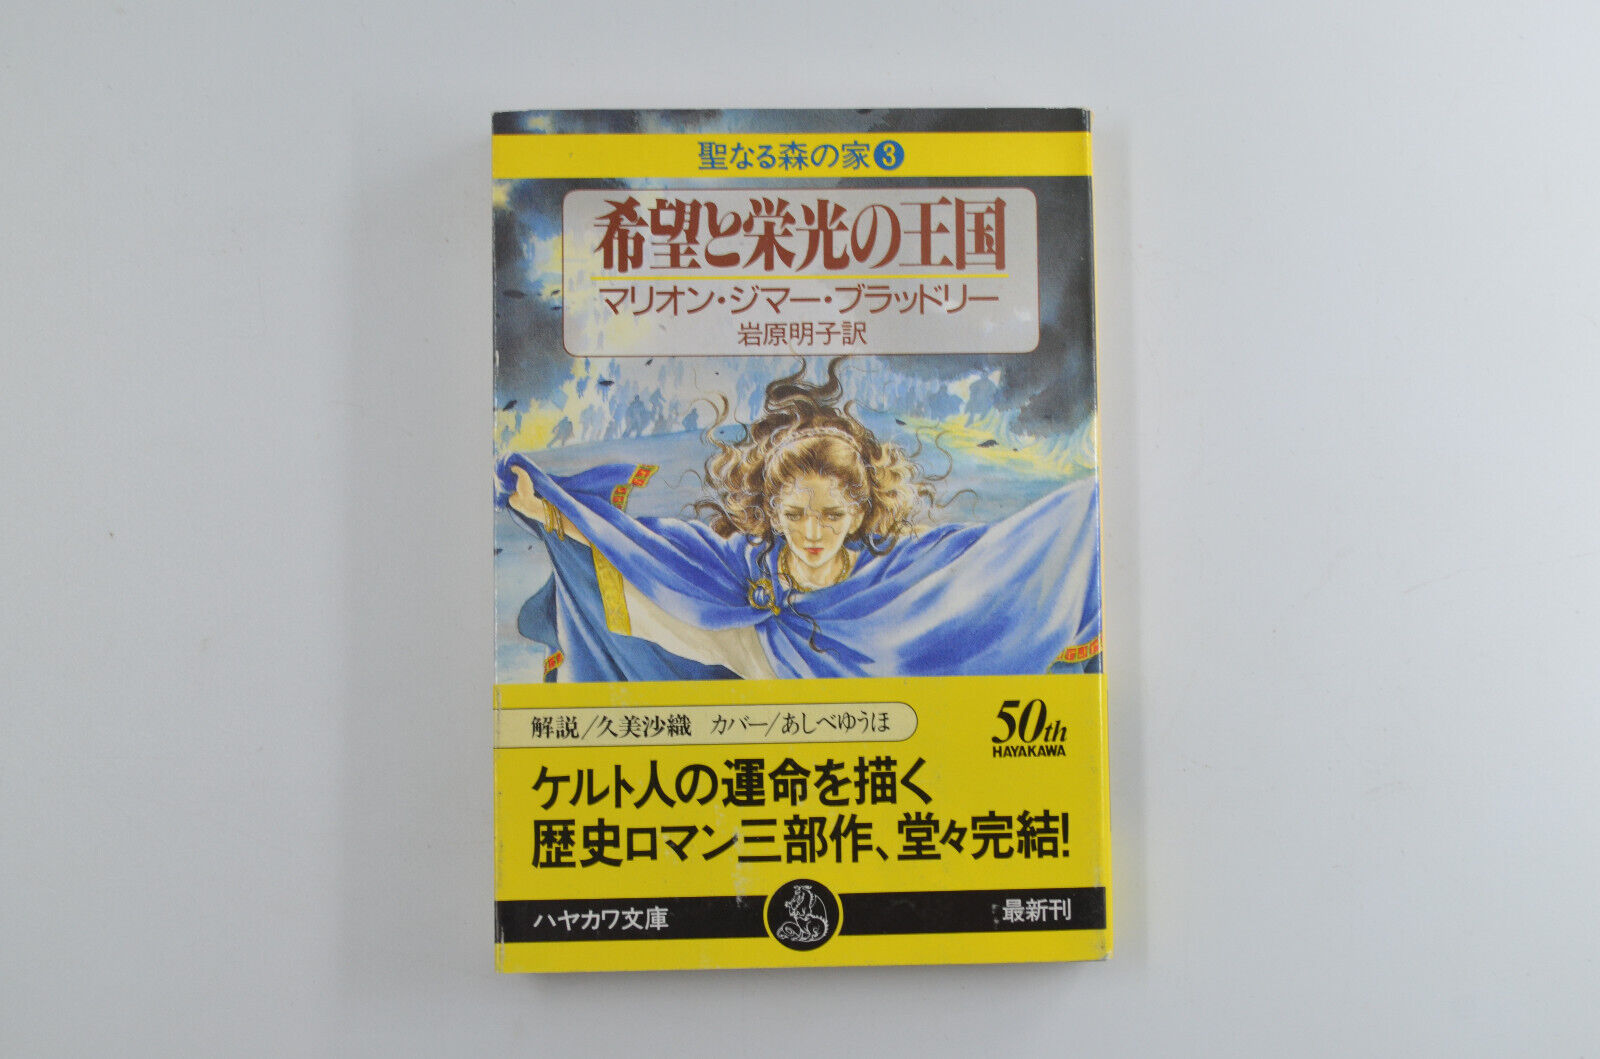 聖なる森の家❸
希望と栄光の王国
マリオン・ジマー・ブラッドリー
岩原明子訳
解説/久美沙織 カバー/あしべゆうほ
50th
HAYAKAWA
ケルト人の運命を描く
歴史ロマン三部作、堂々完結!
ハヤカワ文庫
最新刊